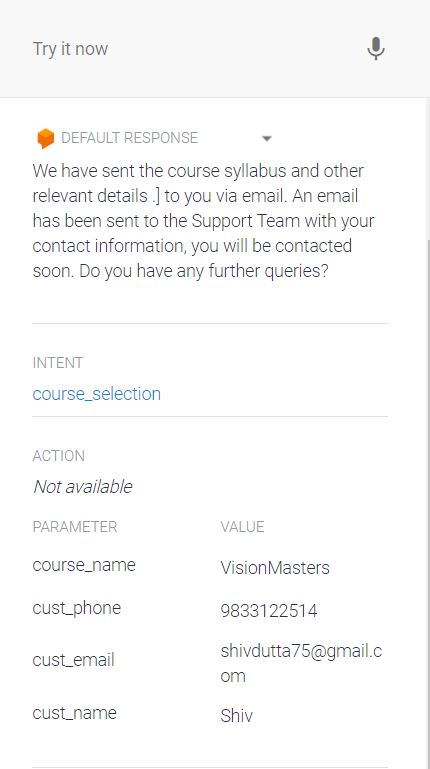 Try it now
DEFAULT RESPONSE
We have sent the course syllabus and other
relevant details .] to you via email. An email
has been sent to the Support Team with your
contact information, you will be contacted
soon. Do you have any further queries?
INTENT
course_selection
ACTION
Not available
PARAMETER VALUE
course_name VisionMasters
cust_phone 9833122514
cust_email shivdutta75@gmail.c
om
cust_name Shiv